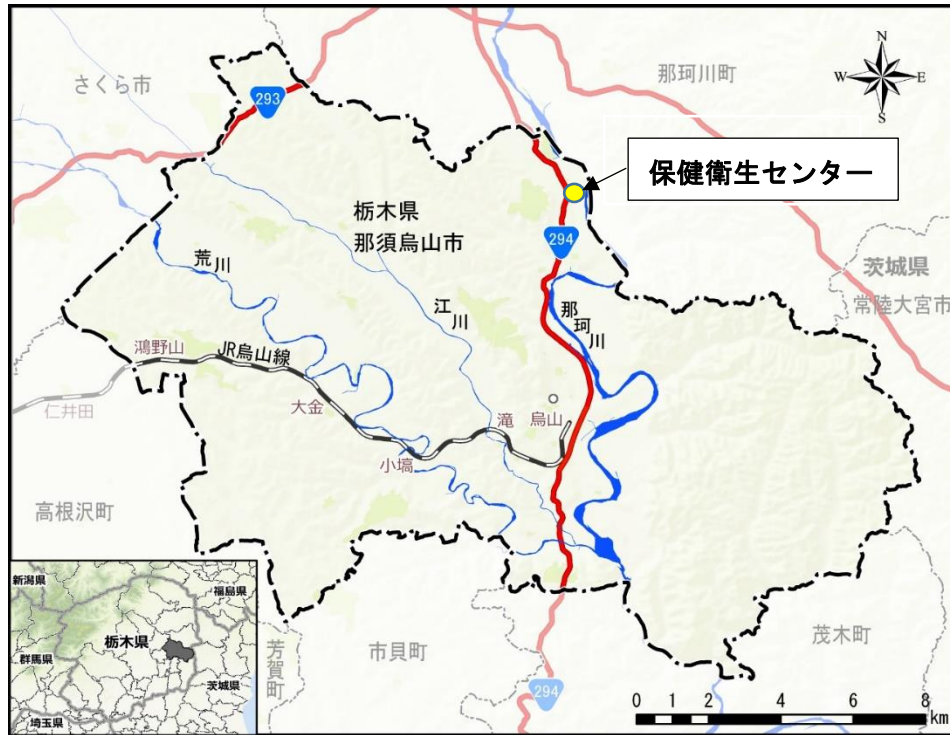 さくら市
那珂川町
N
W
E
S
293
保健衛生センター
栃木県
那須烏山市
294
荒川
江川
那珂川
茨城県
常陸大宮市
鴻野山
JR烏山線
仁井田
大金
滝
烏山
小塙
高根沢町
新潟県
福島県
栃木県
群馬県
茨城県
埼玉県
芳賀町
市貝町
茂木町
294
0 1 2 4 6 8
km